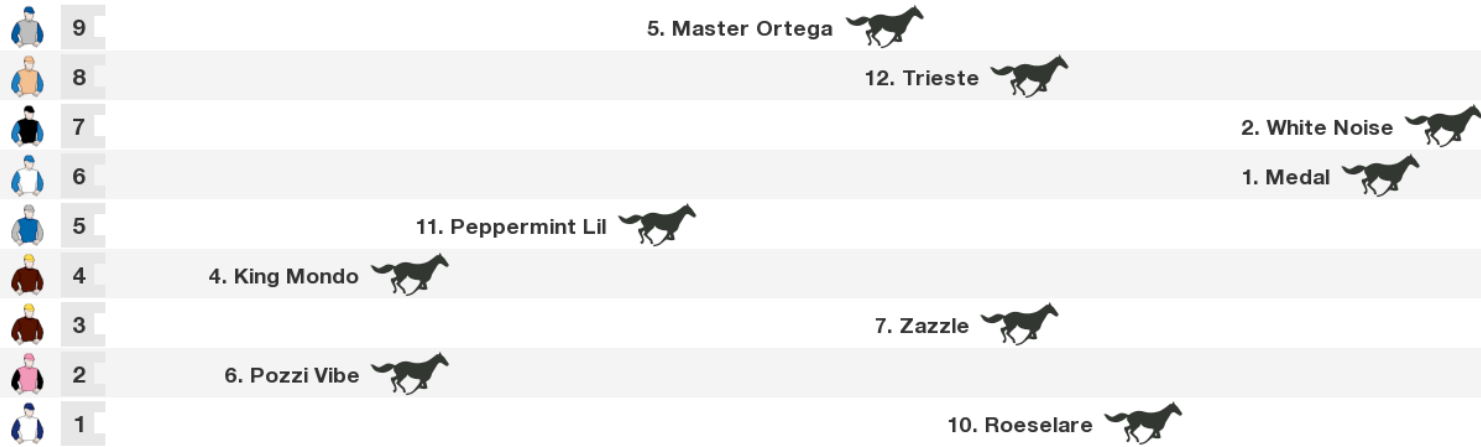 9 5. Master Ortega
8 12. Trieste
7 2. White Noise
6 1. Medal
5 11. Peppermint Lil
4 4. King Mondo
3 7. Zazzle
2 6. Pozzi Vibe
1 10. Roeselare